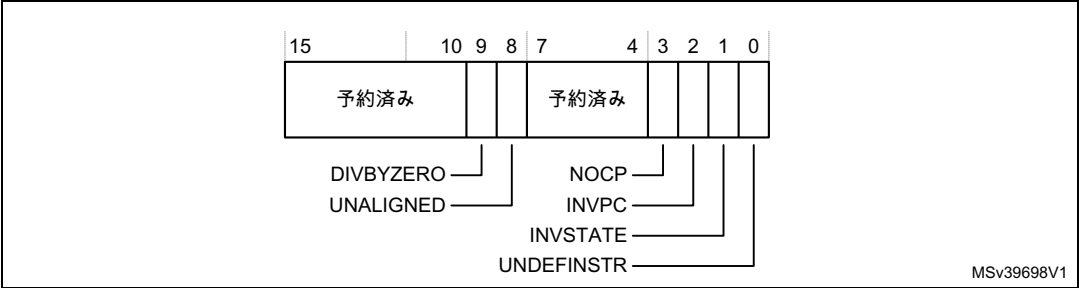 15 10 9 8 7 4 3 2 1 0
予約済み 予約済み
DIVBYZERO NOCP
UNALIGNED INVPC
INVSTATE
UNDEFINSTR
MSv39698V1